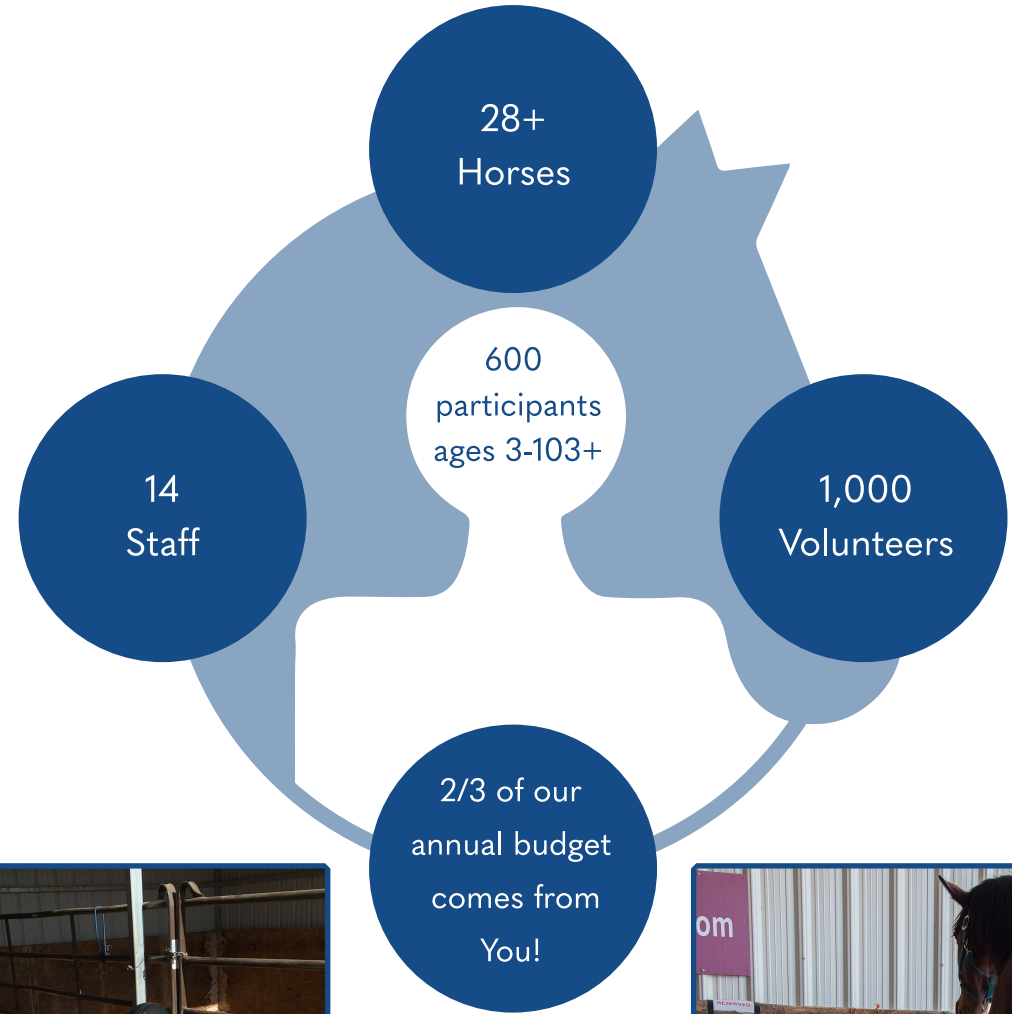 28+
Horses
600
participants
ages 3-103+
14
Staff
1,000
Volunteers
2/3 of our
annual budget
comes from
You!
om
RESERVED